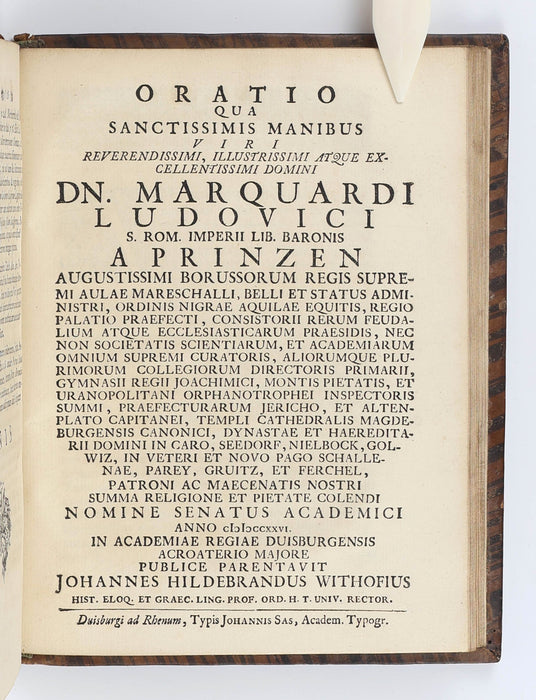 ORATIO
QUA
SANCTISSIMIS MANIBUS
VIRI
REVERENDISSIMI, ILLUSTRISSIMI ATQUE EX-
CELLENTISSIMI DOMINI
DN. MARQUARDI
LUDOVICI
S. ROM. IMPERII LIB. BARONIS
A PRINZEN
AUGUSTISSIMI BORUSSORUM REGIS SUPRE-
MI AULAE MARESCHALLI, BELLI ET STATUS ADMI-
NISTRI, ORDINIS NIGRAE AQUILAE EQUITIS, REGIO
PALATIO PRAEFECTI, CONSISTORII RERUM FEUDA-
LIUM ATQUE ECCLESIASTICARUM PRAESIDIS, NEC
NON SOCIETATIS SCIENTIARUM, ET ACADEMIARUM
OMNIUM SUPREMI CURATORIS, ALIORUMQUE PLU-
RIMORUM COLLEGIORUM DIRECTORIS PRIMARII,
GYMNASII REGII JOACHIMICI, MONTIS PIETATIS, ET
URANOPOLITANI ORPHANOTROPHEI INSPECTORIS
SUMMI, PRAEFECTURARUM JERICHO, ET ALTEN-
PLATO CAPITANEI, TEMPLI CATHEDRALIS MAGDE-
BURGENSIS CANONICI, DYNASTAE ET HAEREDITA-
RII DOMINI IN CARO, SEEDORF, NIELBOCK, GOL-
WIZ, IN VETERI ET NOVO PAGO SCHALLE-
NAE, PAREY, GRUITZ, ET FERCHEL,
PATRONI AC MAECENATIS NOSTRI
SUMMA RELIGIONE ET PIETATE COLENDI
NOMINE SENATUS ACADEMICI
ANNO cIɔIɔCCXXVI.
IN ACADEMIAE REGIAE DUISBURGENSIS
ACROATERIO MAJORE
PUBLICE PARENTAVIT
JOHANNES HILDEBRANDUS WITHOFIUS
HIST. ELOQ. ET GRAEC. LING. PROF. ORD. H. T. UNIV. RECTOR.
Duisburgi ad Rhenum, Typis JOHANNIS SAS, Academ. Typogr.